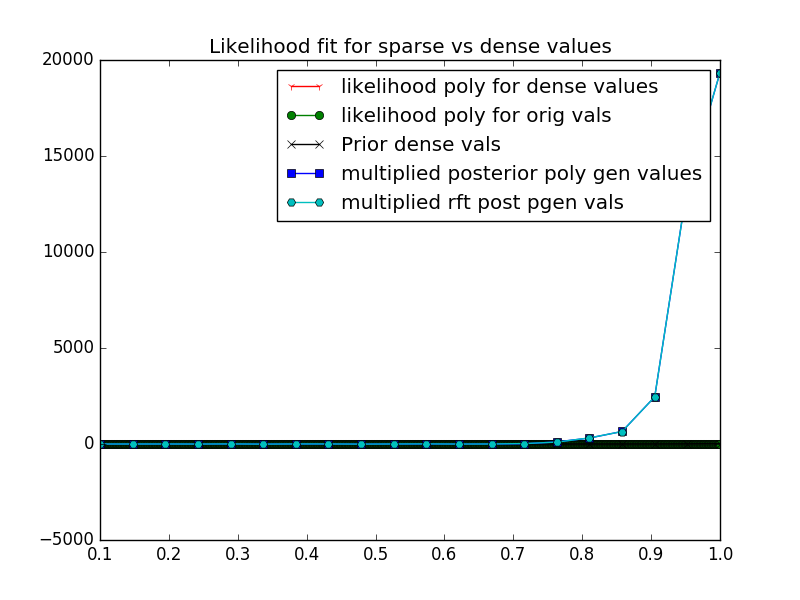 Likelihood fit for sparse vs dense values
20000
15000
10000
5000
0
−5000
likelihood poly for dense values
likelihood poly for orig vals
Prior dense vals
multiplied posterior poly gen values
multiplied rft post pgen vals
0.1 0.2 0.3 0.4 0.5 0.6 0.7 0.8 0.9 1.0